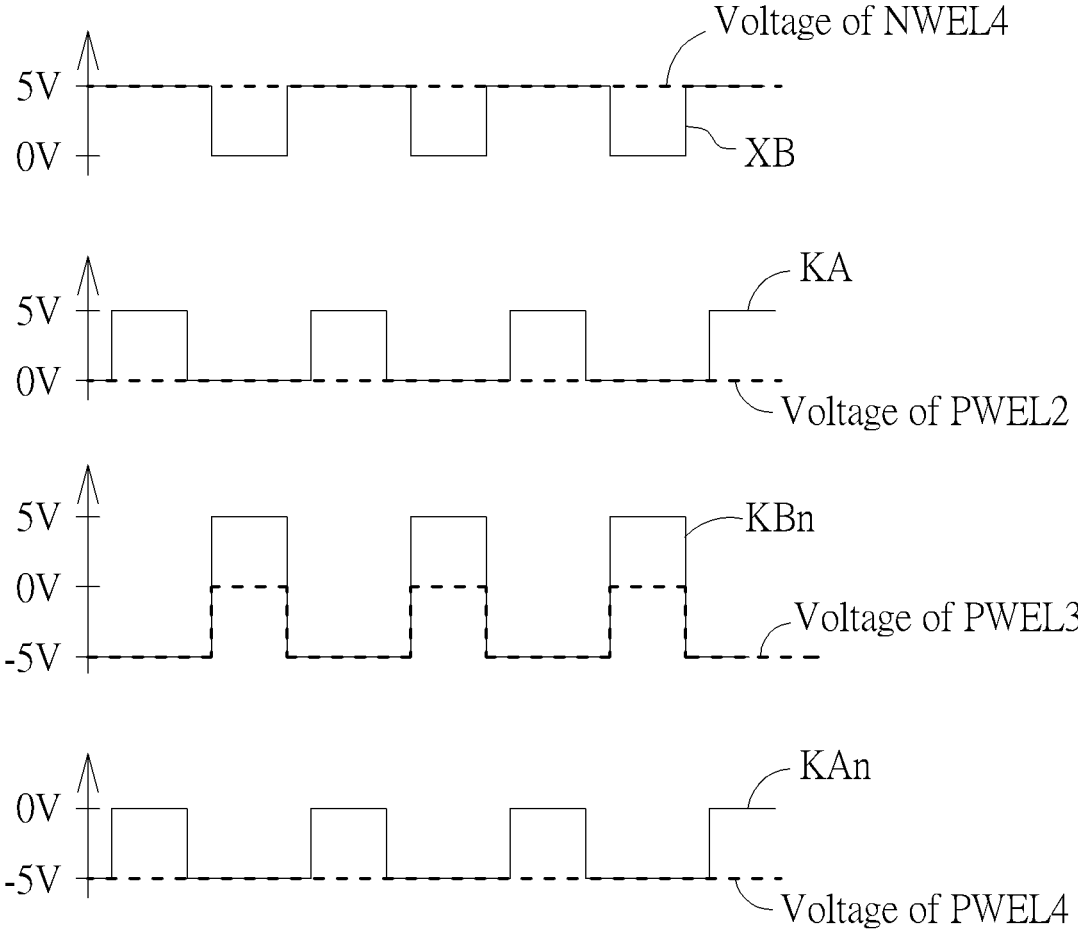 Voltage of NWEL4
5V
0V
XB
KA
5V
0V
Voltage of PWEL2
5V
KBn
0V
Voltage of PWEL3
-5V
KAn
0V
-5V
Voltage of PWEL4